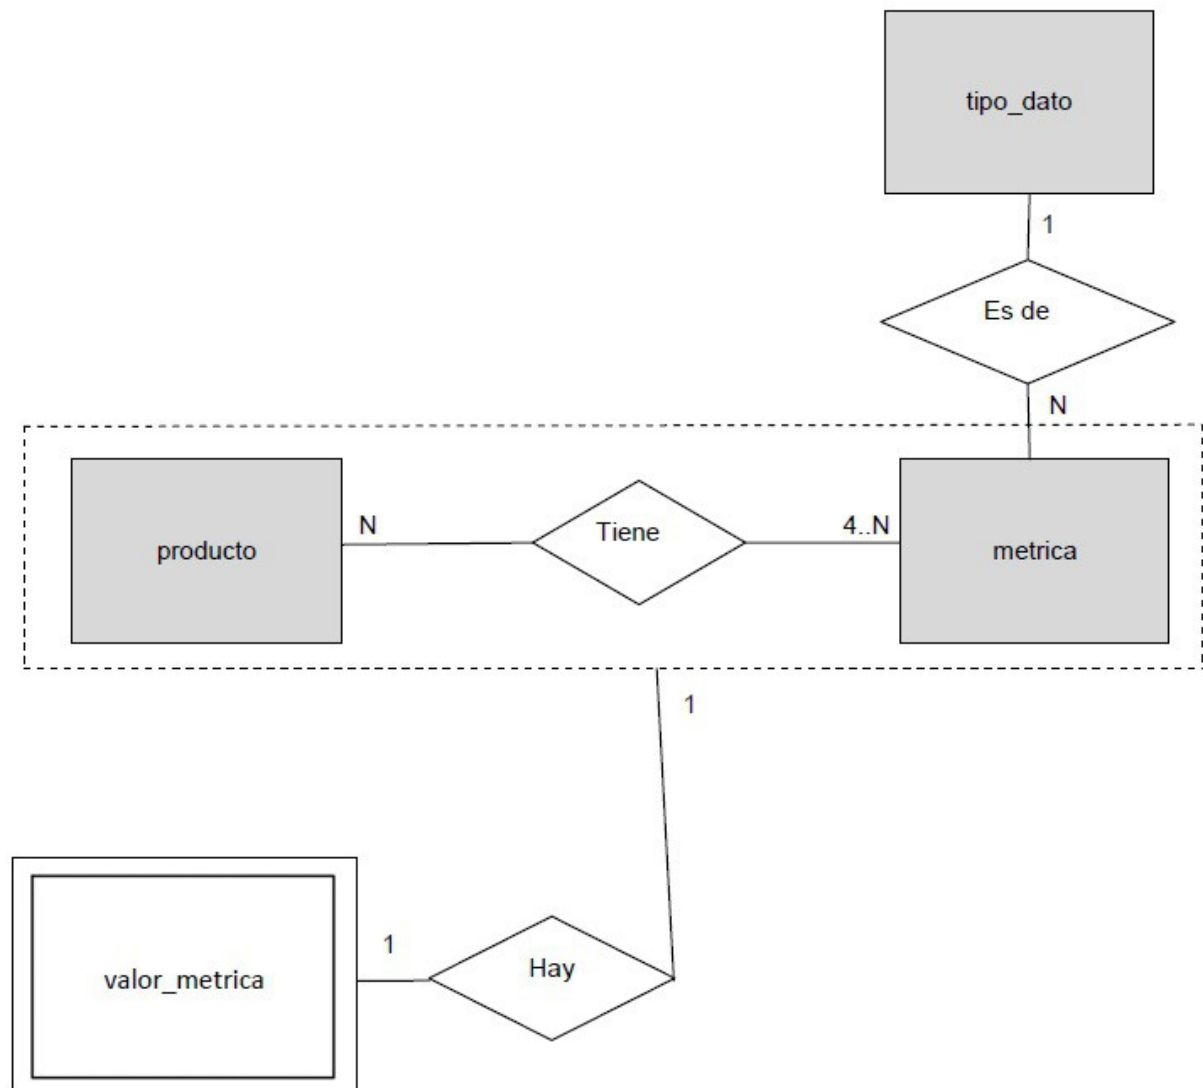 tipo_dato
1
Es de
N
producto
N
Tiene
4..N
metrica
1
valor_metrica
1
Hay